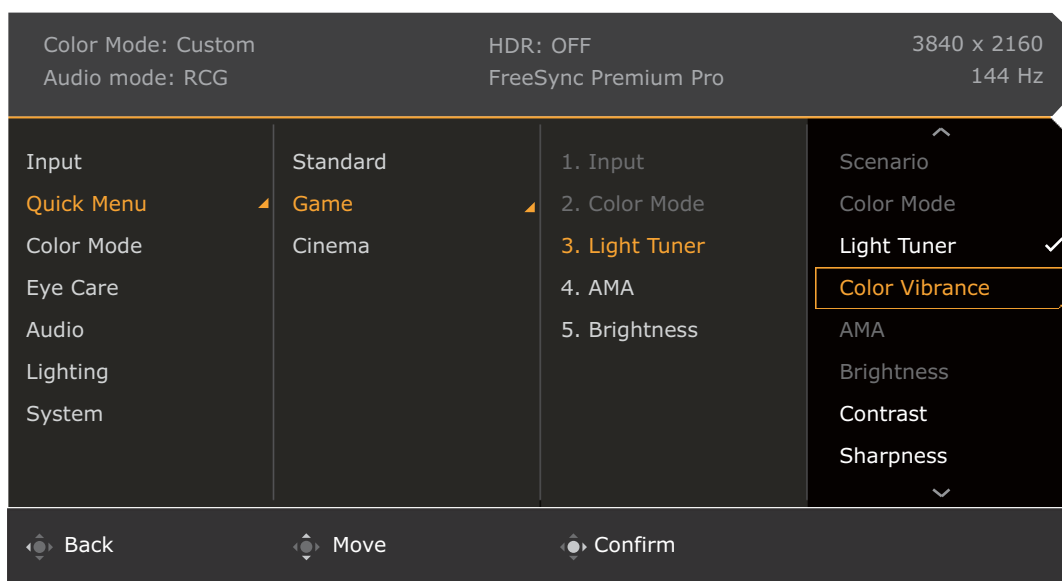 Color Mode: Custom
HDR: OFF
3840 x 2160
Audio mode: RCG
FreeSync Premium Pro
144 Hz
Input
Quick Menu
Color Mode
Eye Care
Audio
Lighting
System
Standard
Game
Cinema
1. Input
2. Color Mode
3. Light Tuner
4. AMA
5. Brightness
Scenario
Color Mode
Light Tuner
Color Vibrance
AMA
Brightness
Contrast
Sharpness
Back
Move
Confirm